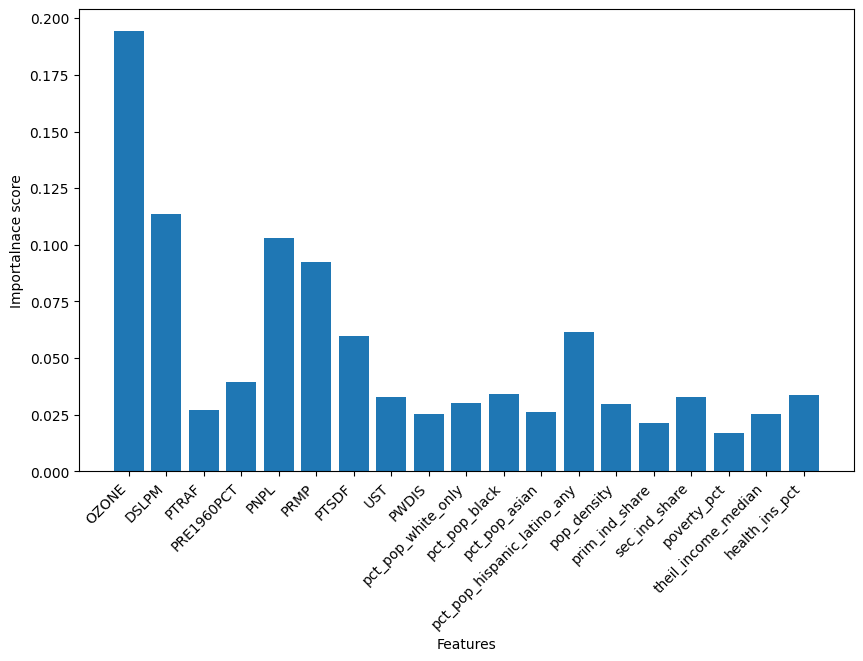 0.200
0.175
0.150
0.125
0.100
0.075
0.050
0.025
0.000
Importalnace score
OZONE
DSLPM
PTRAF
PRE1960PCT
PNPL
PRMP
PTSDF
UST
PWDIS
pct_pop_white_only
pct_pop_black
pct_pop_asian
pct_pop_hispanic_latino_any
pop_density
prim_ind_share
sec_ind_share
poverty_pct
theil_income_median
health_ins_pct
Features